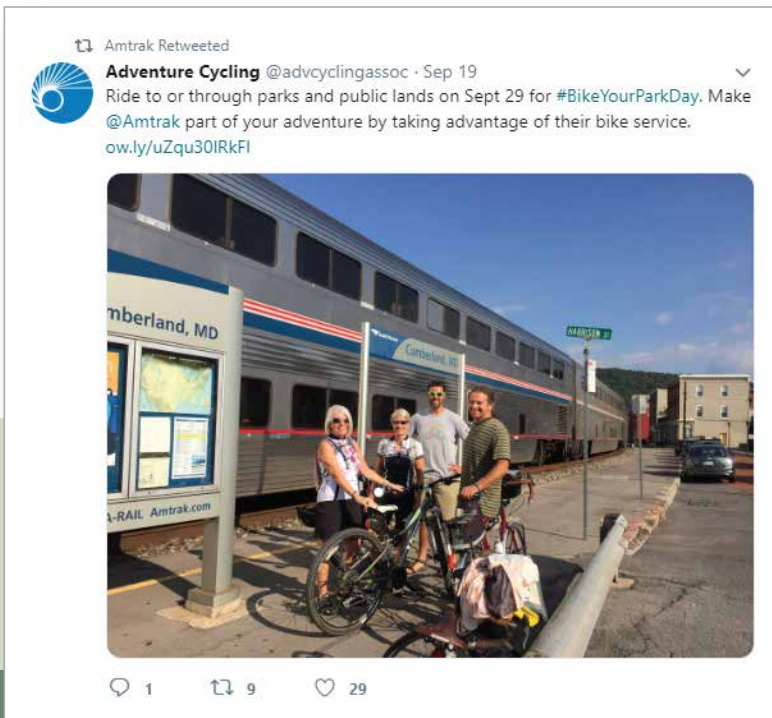 Amtrak Retweeted
Adventure Cycling @advcyclingassoc · Sep 19
Ride to or through parks and public lands on Sept 29 for #BikeYourParkDay. Make
@Amtrak part of your adventure by taking advantage of their bike service.
ow.ly/uZqu30lRkFl
mberland, MD
Cumberland, MD
HARRISON ST
-RAIL Amtrak.com
1 9 29